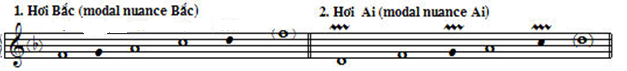 1. Hơi Bắc (modal nuance Bắc) 2. Hơi Ai (modal nuance Ai)